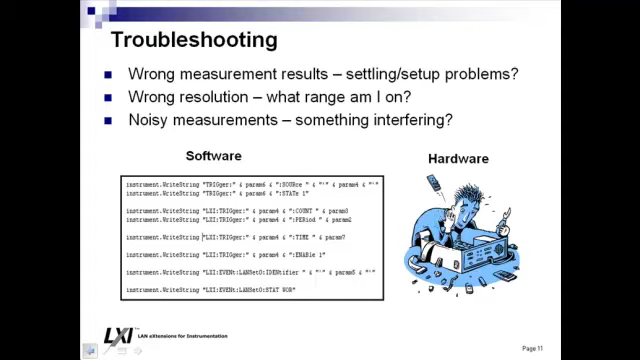 Troubleshooting
Wrong measurement results – settling/setup problems?
Wrong resolution – what range am I on?
Noisy measurements – something interfering?
Software
Hardware
instrument.WriteString "TRIGger:" & param6 & ":SOURce " & "'" & param4 & "'"
instrument.WriteString "TRIGger:" & param6 & ":STATe 1"
instrument.WriteString "LXI:TRIGger:" & param4 & ":COUNT " & param3
instrument.WriteString "LXI:TRIGger:" & param4 & ":PERiod " & param2
instrument.WriteString "LXI:TRIGger:" & param4 & ":TIME " & param7
instrument.WriteString "LXI:TRIGger:" & param4 & ":ENABle 1"
instrument.WriteString "LXI:EVENt:LANSet0:IDENtifier " & "'" & param5 & "'"
instrument.WriteString "LXI:EVENt:LANSet0:STAT WOR"
LXI™ LAN eXtensions for Instrumentation
Page 11